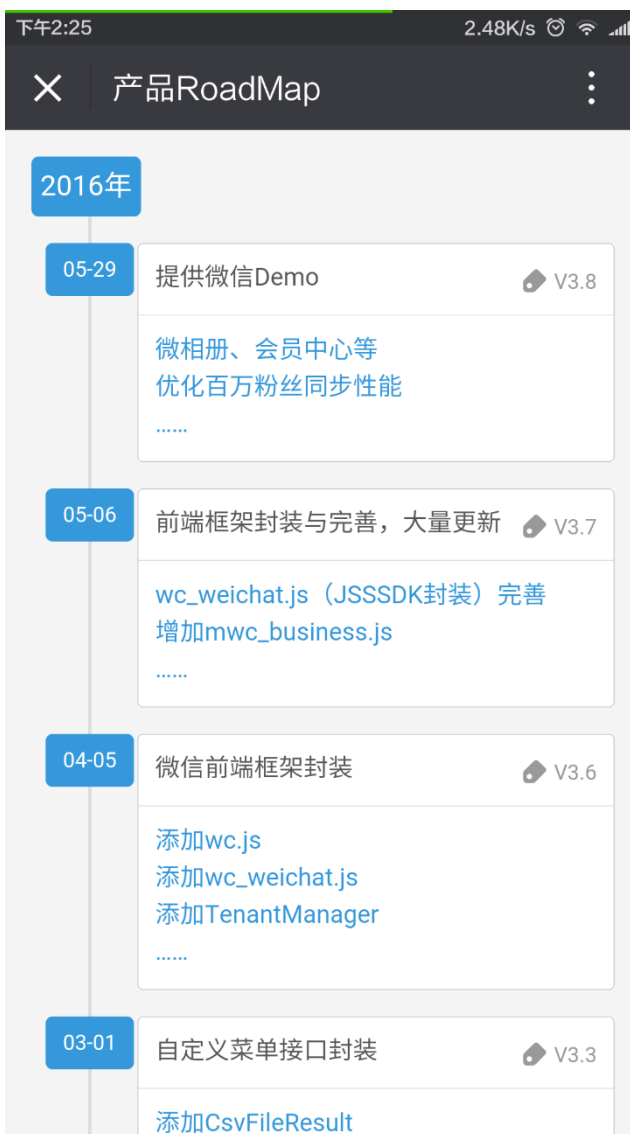 下午2:25
2.48K/s
产品RoadMap
2016年
05-29
提供微信Demo
V3.8
微相册、会员中心等
优化百万粉丝同步性能
……
05-06
前端框架封装与完善，大量更新
V3.7
wc_weichat.js（JSSSDK封装）完善
增加mwc_business.js
……
04-05
微信前端框架封装
V3.6
添加wc.js
添加wc_weichat.js
添加TenantManager
……
03-01
自定义菜单接口封装
V3.3
添加CsvFileResult